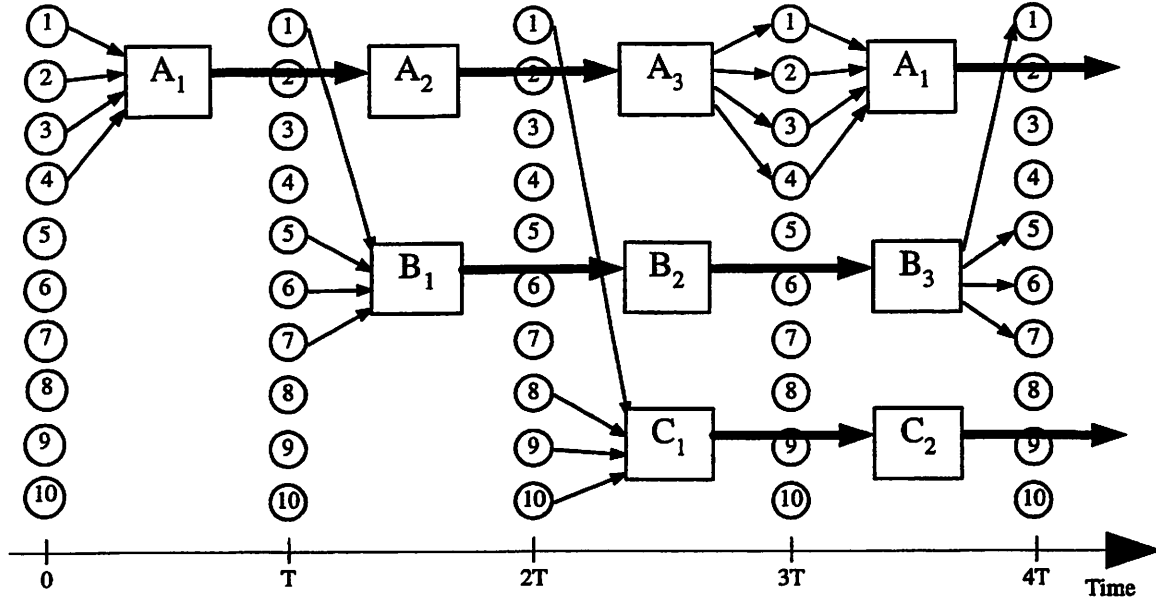 1 1 1 1 1
2 A1 2 A2 2 A3 2 A1 2
3 3 3 3 3
4 4 4 4 4
5 5 5 5 5
6 6 B1 6 B2 6 B3 6
7 7 7 7 7
8 8 8 8 8
9 9 9 C1 9 C2 9
10 10 10 10 10
0 T 2T 3T 4T Time